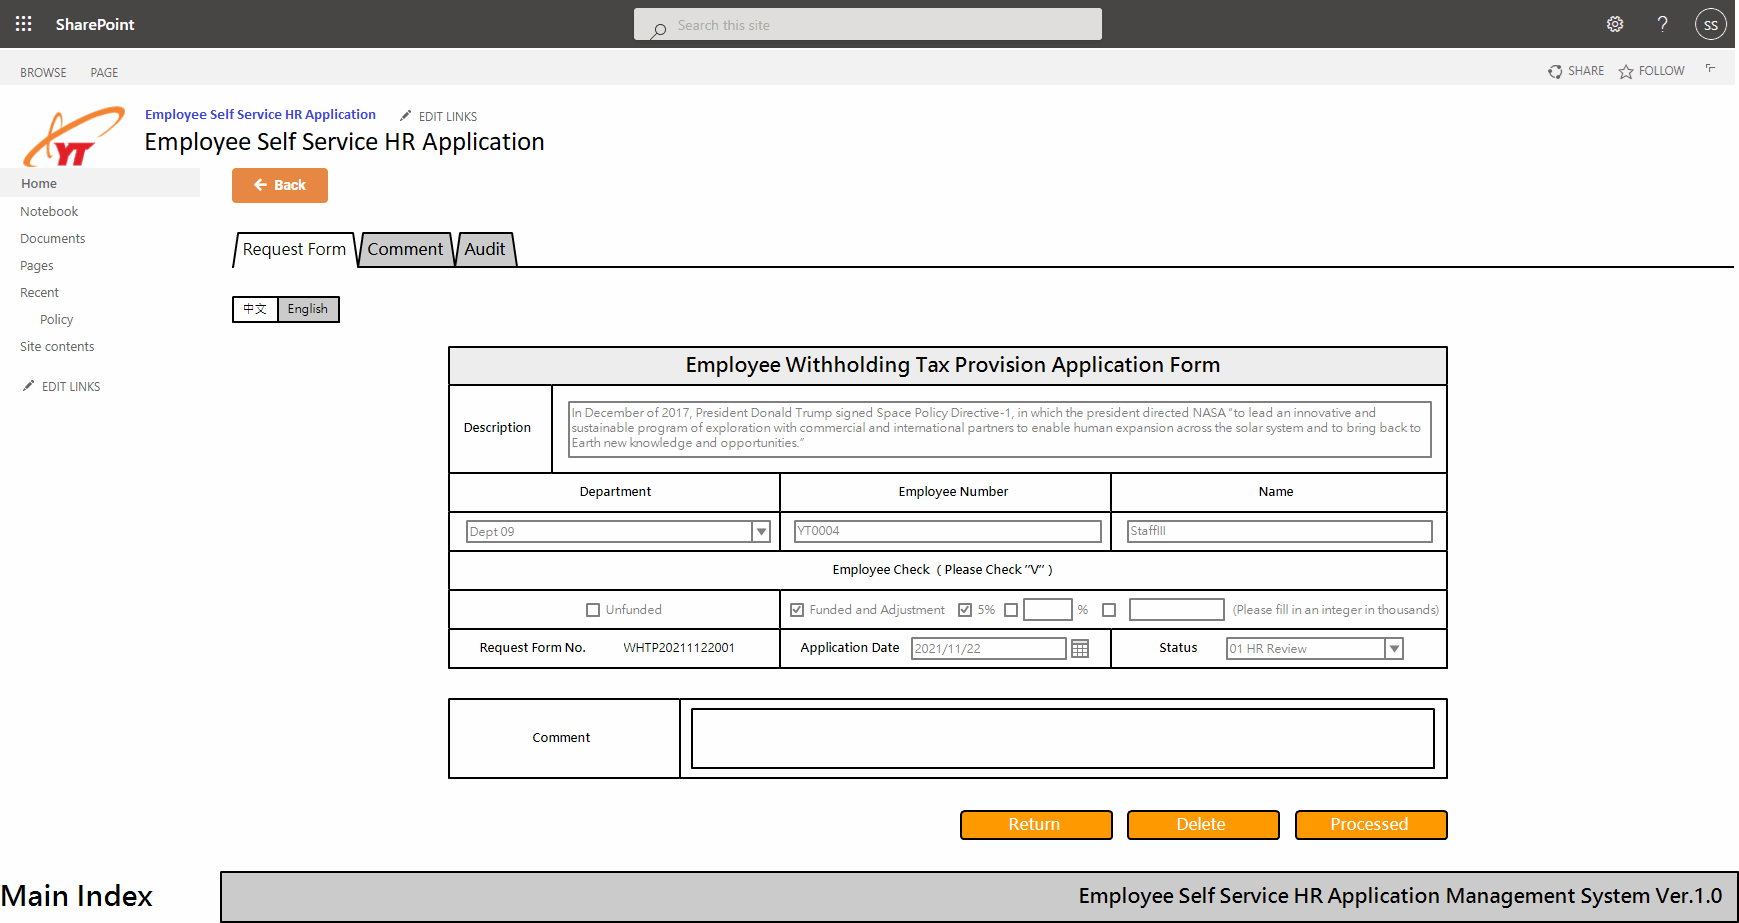 SharePoint
Search this site
?
SS
BROWSE
PAGE
SHARE
FOLLOW
YT
Employee Self Service HR Application
EDIT LINKS
Employee Self Service HR Application
Home
Notebook
Documents
Pages
Recent
Policy
Site contents
EDIT LINKS
Back
Request Form
Comment
Audit
中文
English
Employee Withholding Tax Provision Application Form
Description
In December of 2017, President Donald Trump signed Space Policy Directive-1, in which the president directed NASA “to lead an innovative and
sustainable program of exploration with commercial and international partners to enable human expansion across the solar system and to bring back to
Earth new knowledge and opportunities.”
Department
Employee Number
Name
Dept 09
YT0004
StaffIII
Employee Check ( Please Check “V” )
Unfunded
Funded and Adjustment
5%
%
(Please fill in an integer in thousands)
Request Form No.
WHTP20211122001
Application Date
2021/11/22
Status
01 HR Review
Comment
Return
Delete
Processed
Main Index
Employee Self Service HR Application Management System Ver.1.0